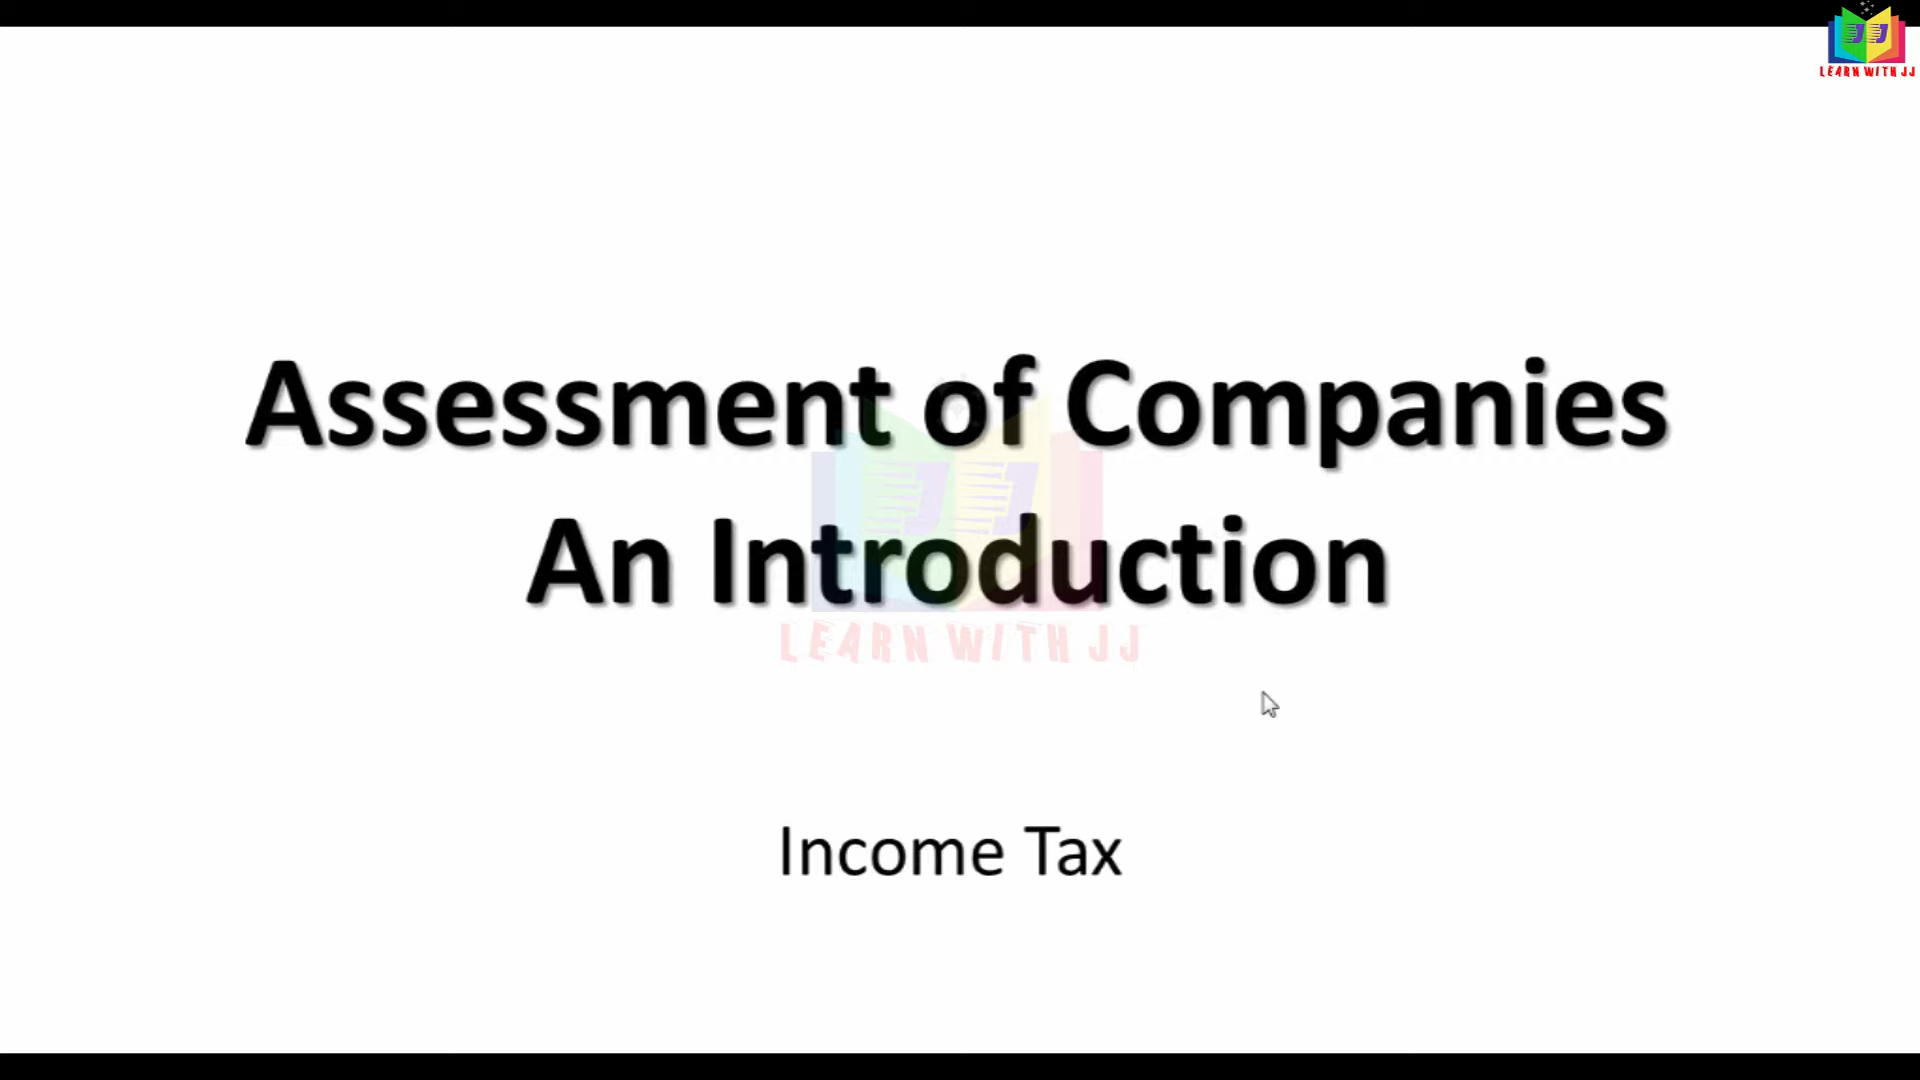 LEARN WITH JJ
Assessment of Companies
An Introduction
LEARN WITH JJ
Income Tax